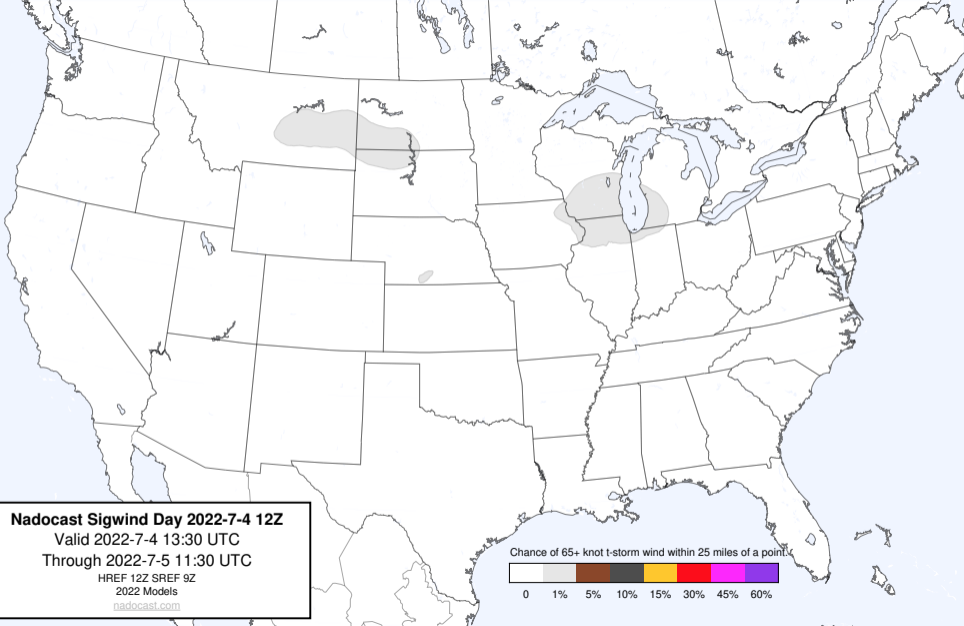 Nadocast Sigwind Day 2022-7-4 12Z
Valid 2022-7-4 13:30 UTC
Through 2022-7-5 11:30 UTC
HREF 12Z SREF 9Z
2022 Models
nadocast.com
Chance of 65+ knot t-storm wind within 25 miles of a point.
0 1% 5% 10% 15% 30% 45% 60%